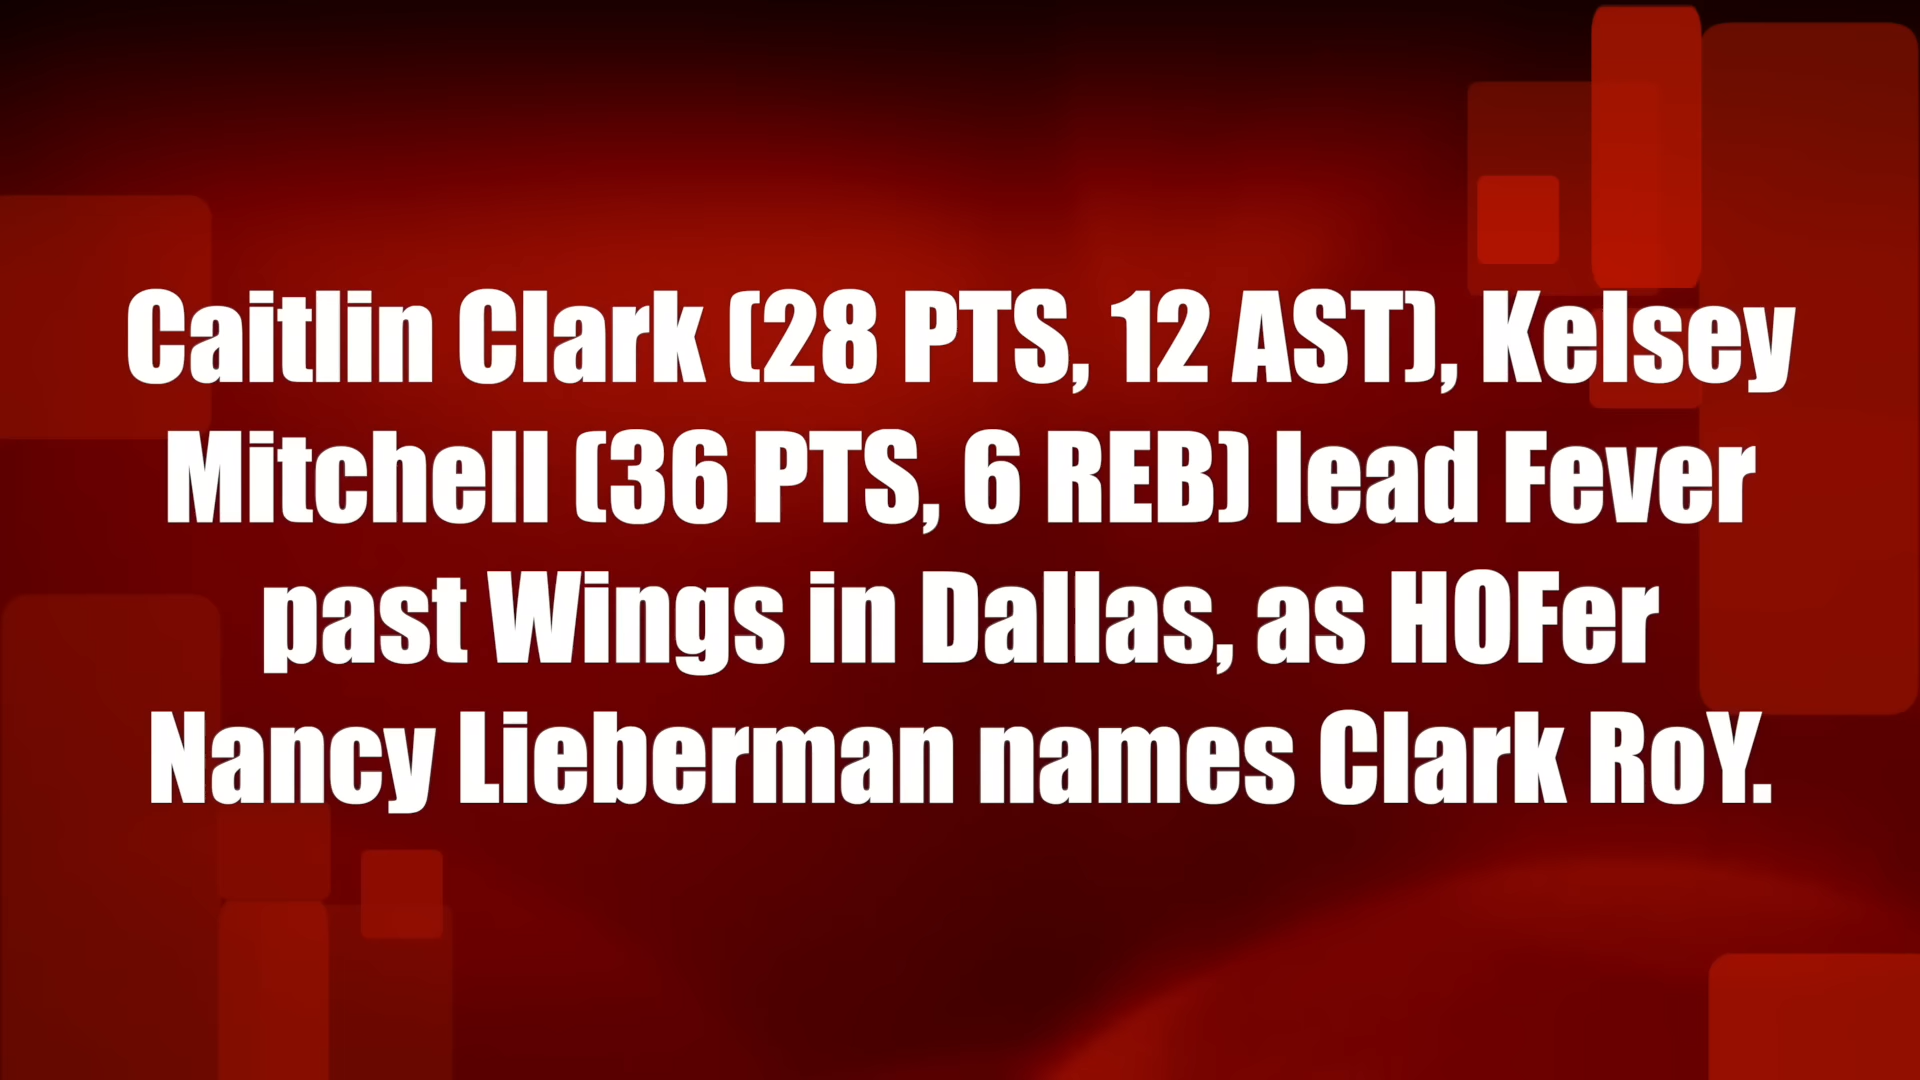 Caitlin Clark (28 PTS, 12 AST), Kelsey
Mitchell (36 PTS, 6 REB) lead Fever
past Wings in Dallas, as HOFer
Nancy Lieberman names Clark RoY.